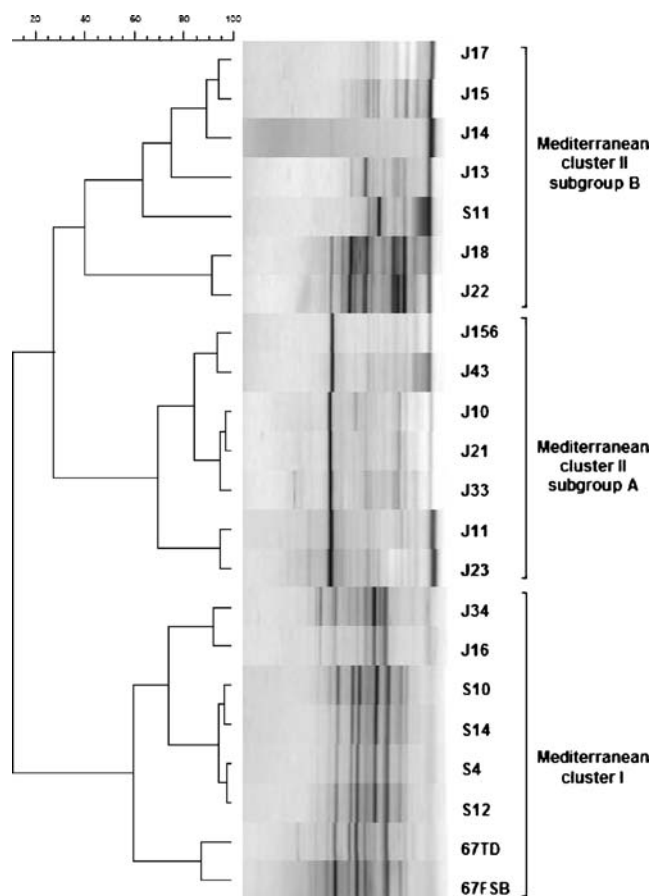 20 40 60 80 100
J17
J15
J14
J13
S11
J18
J22
Mediterranean
cluster II
subgroup B
J156
J43
J10
J21
J33
J11
J23
Mediterranean
cluster II
subgroup A
J34
J16
S10
S14
S4
S12
67TD
67FSB
Mediterranean
cluster I